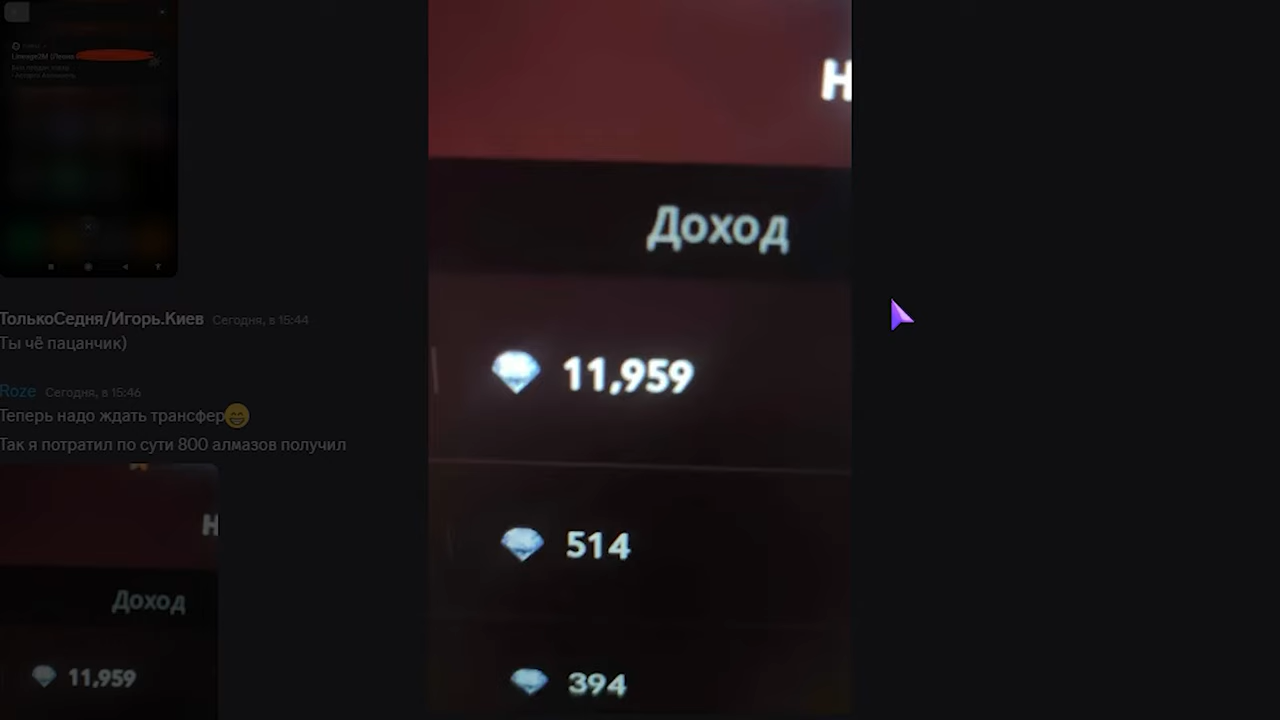 Lineage2M
ТолькоСедня/Игорь.Киев Сегодня, в 15:44
Ты чё пацанчик)
Roze Сегодня, в 15:46
Теперь надо ждать трансфер
Так я потратил по сути 800 алмазов получил
Н
Доход
11,959
Н
Доход
11,959
514
394